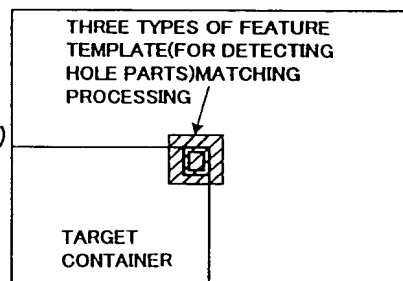 THREE TYPES OF FEATURE
TEMPLATE(FOR DETECTING
HOLE PARTS)MATCHING
PROCESSING
)
TARGET
CONTAINER